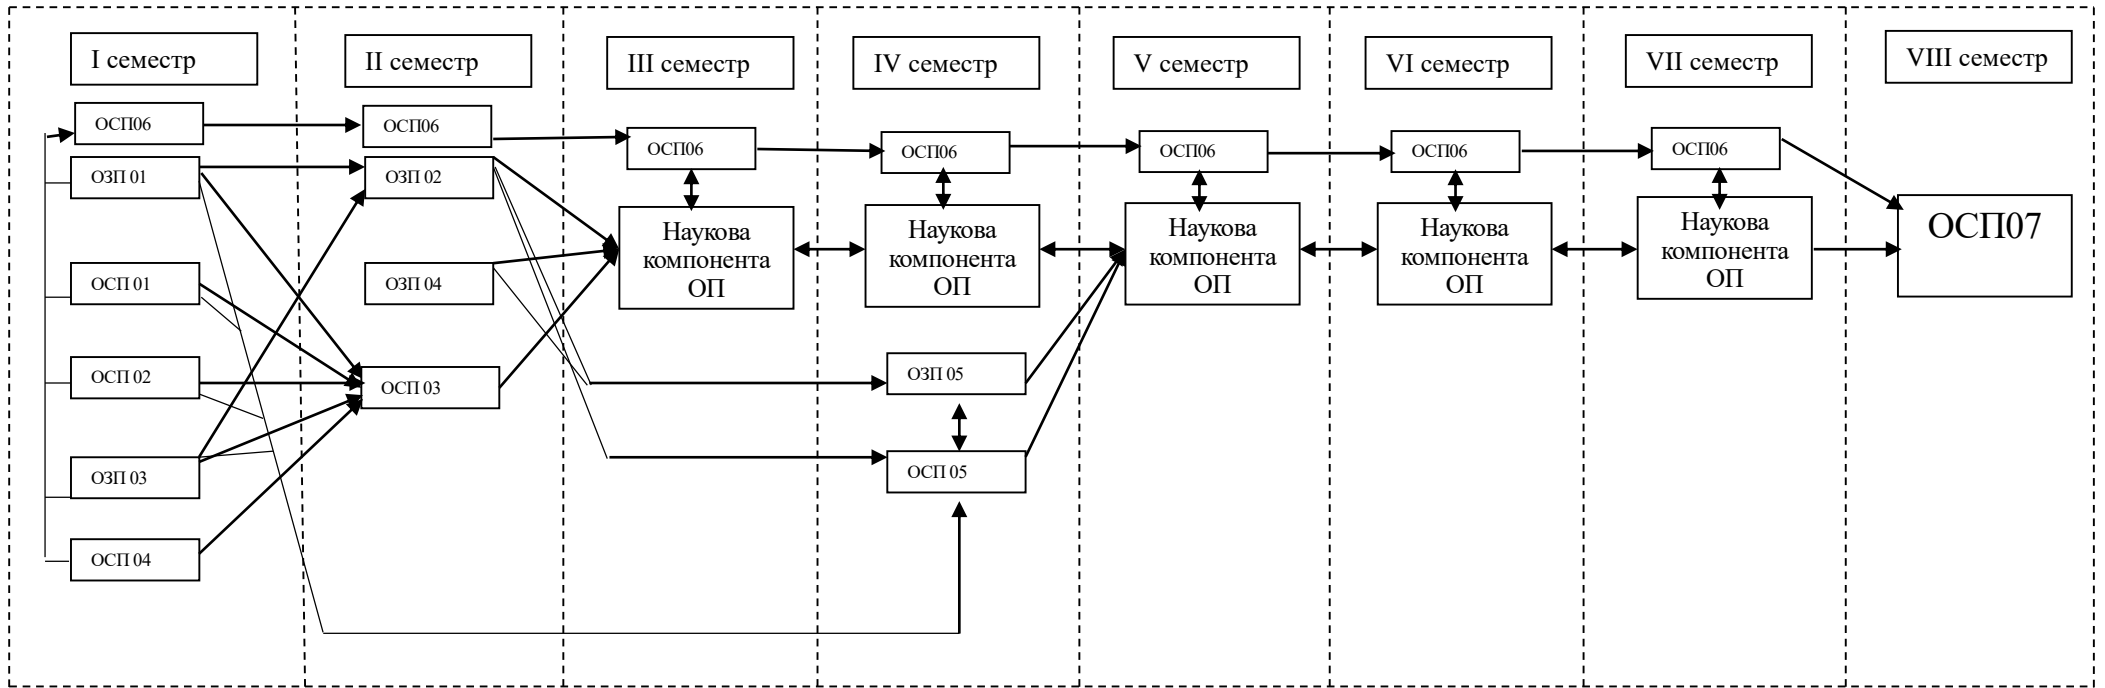 I семестр
II семестр
III семестр
IV семестр
V семестр
VI семестр
VII семестр
VIII семестр
ОСП06
ОЗП 01
ОСП 01
ОСП 02
ОЗП 03
ОСП 04
ОСП06
ОЗП 02
ОЗП 04
ОСП 03
ОСП06
Наукова
компонента
ОП
ОСП06
Наукова
компонента
ОП
ОЗП 05
ОСП 05
ОСП06
Наукова
компонента
ОП
ОСП06
Наукова
компонента
ОП
ОСП06
Наукова
компонента
ОП
ОСП07